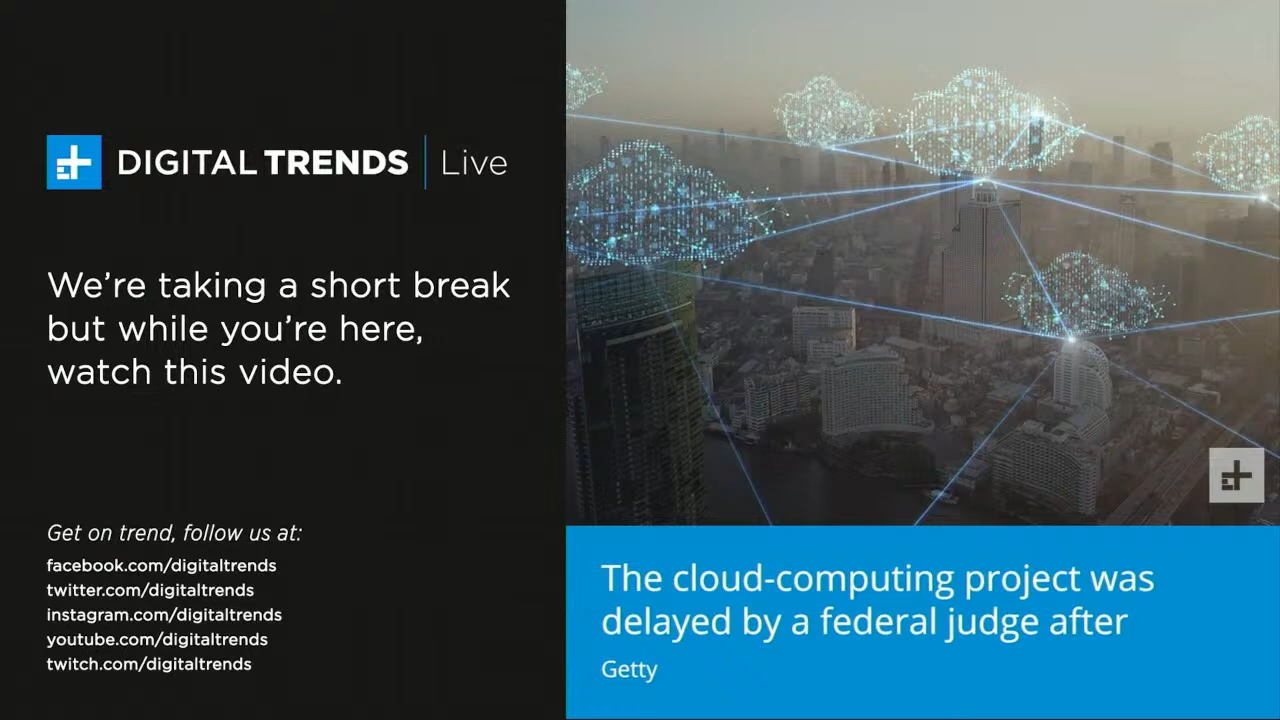 DIGITAL TRENDS Live
We’re taking a short break
but while you’re here,
watch this video.
Get on trend, follow us at:
facebook.com/digitaltrends
twitter.com/digitaltrends
instagram.com/digitaltrends
youtube.com/digitaltrends
twitch.com/digitaltrends
The cloud-computing project was
delayed by a federal judge after
Getty